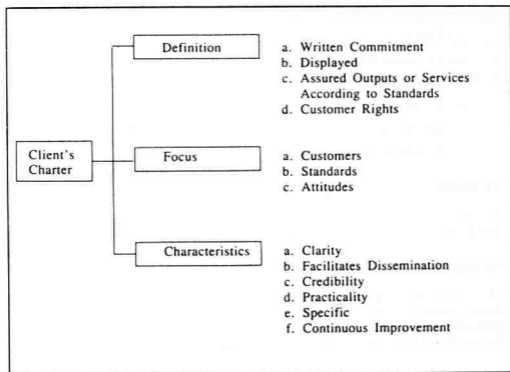 Client's
Charter
Definition
a. Written Commitment
b. Displayed
c. Assured Outputs or Services
According to Standards
d. Customer Rights
Focus
a. Customers
b. Standards
c. Attitudes
Characteristics
a. Clarity
b. Facilitates Dissemination
c. Credibility
d. Practicality
e. Specific
f. Continuous Improvement